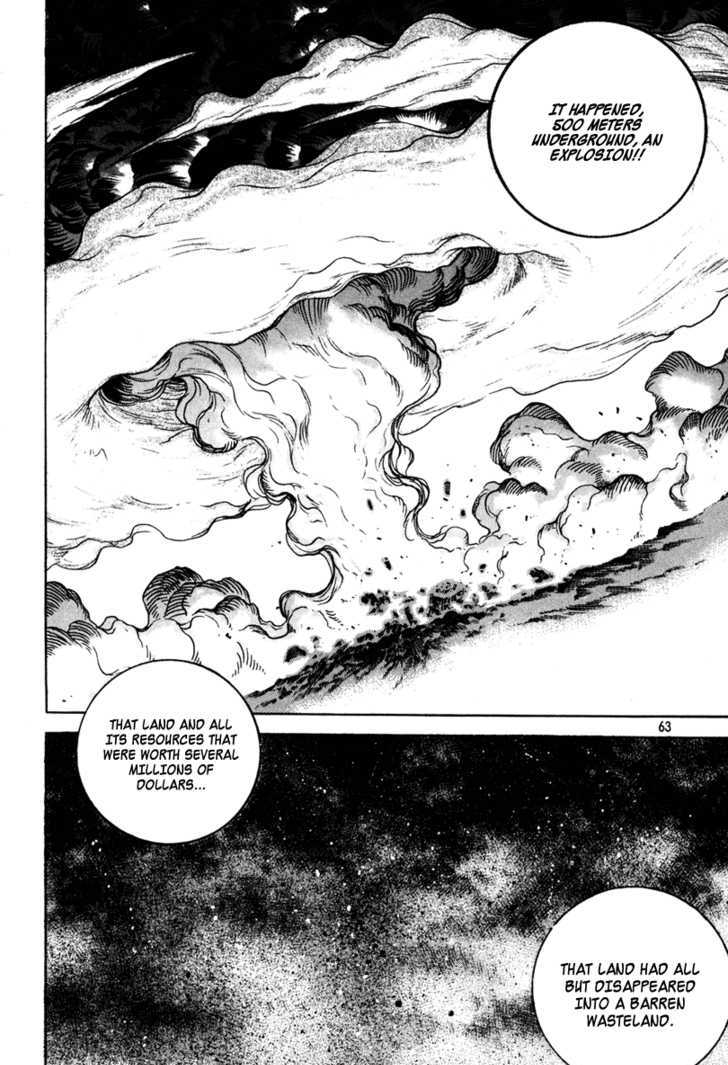 IT HAPPENED,
500 METERS
UNDERGROUND, AN
EXPLOSION!!
63
THAT LAND AND ALL
ITS RESOURCES THAT
WERE WORTH SEVERAL
MILLIONS OF
DOLLARS...
THAT LAND HAD ALL
BUT DISAPPEARED
INTO A BARREN
WASTELAND.